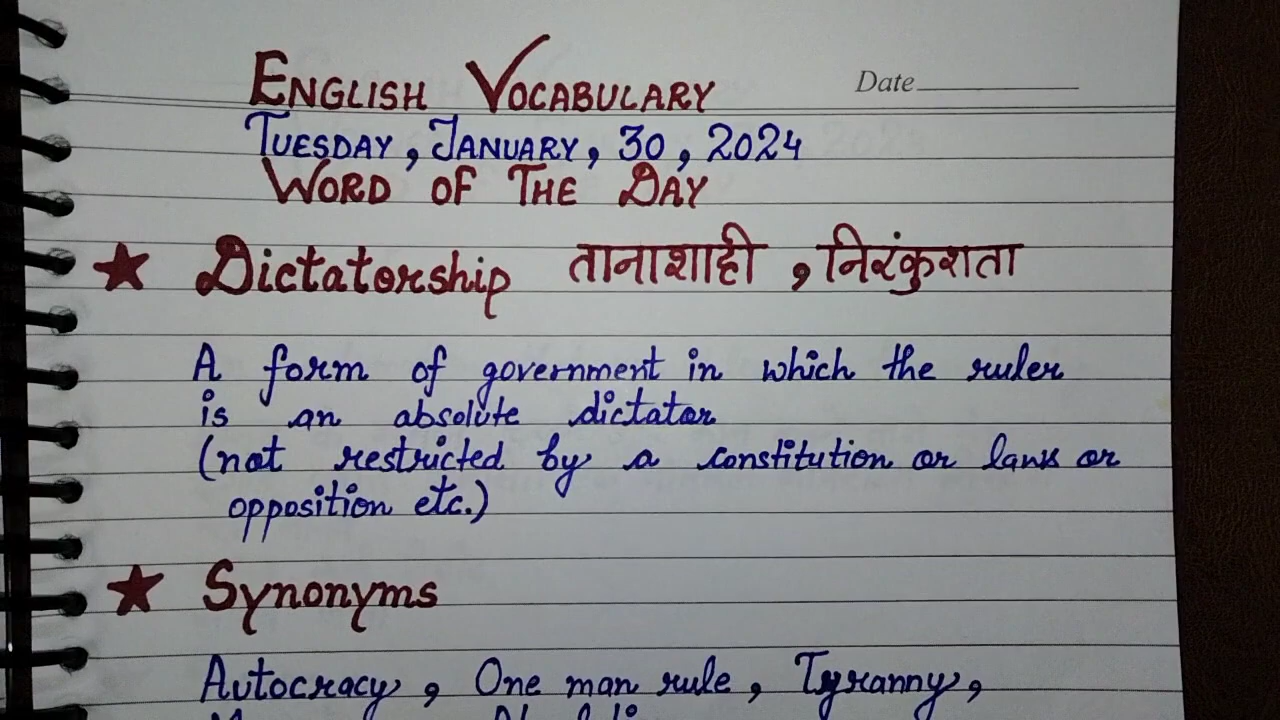 ENGLISH VOCABULARY
Date
TUESDAY, JANUARY, 30, 2024
WORD OF THE DAY
★ Dictatorship तानाशाही, निरंकुशता
A form of government in which the ruler
is an absolute dictator
(not restricted by a constitution or laws or
opposition etc.)
★ Synonyms
Autocracy, One man rule, Tyranny,